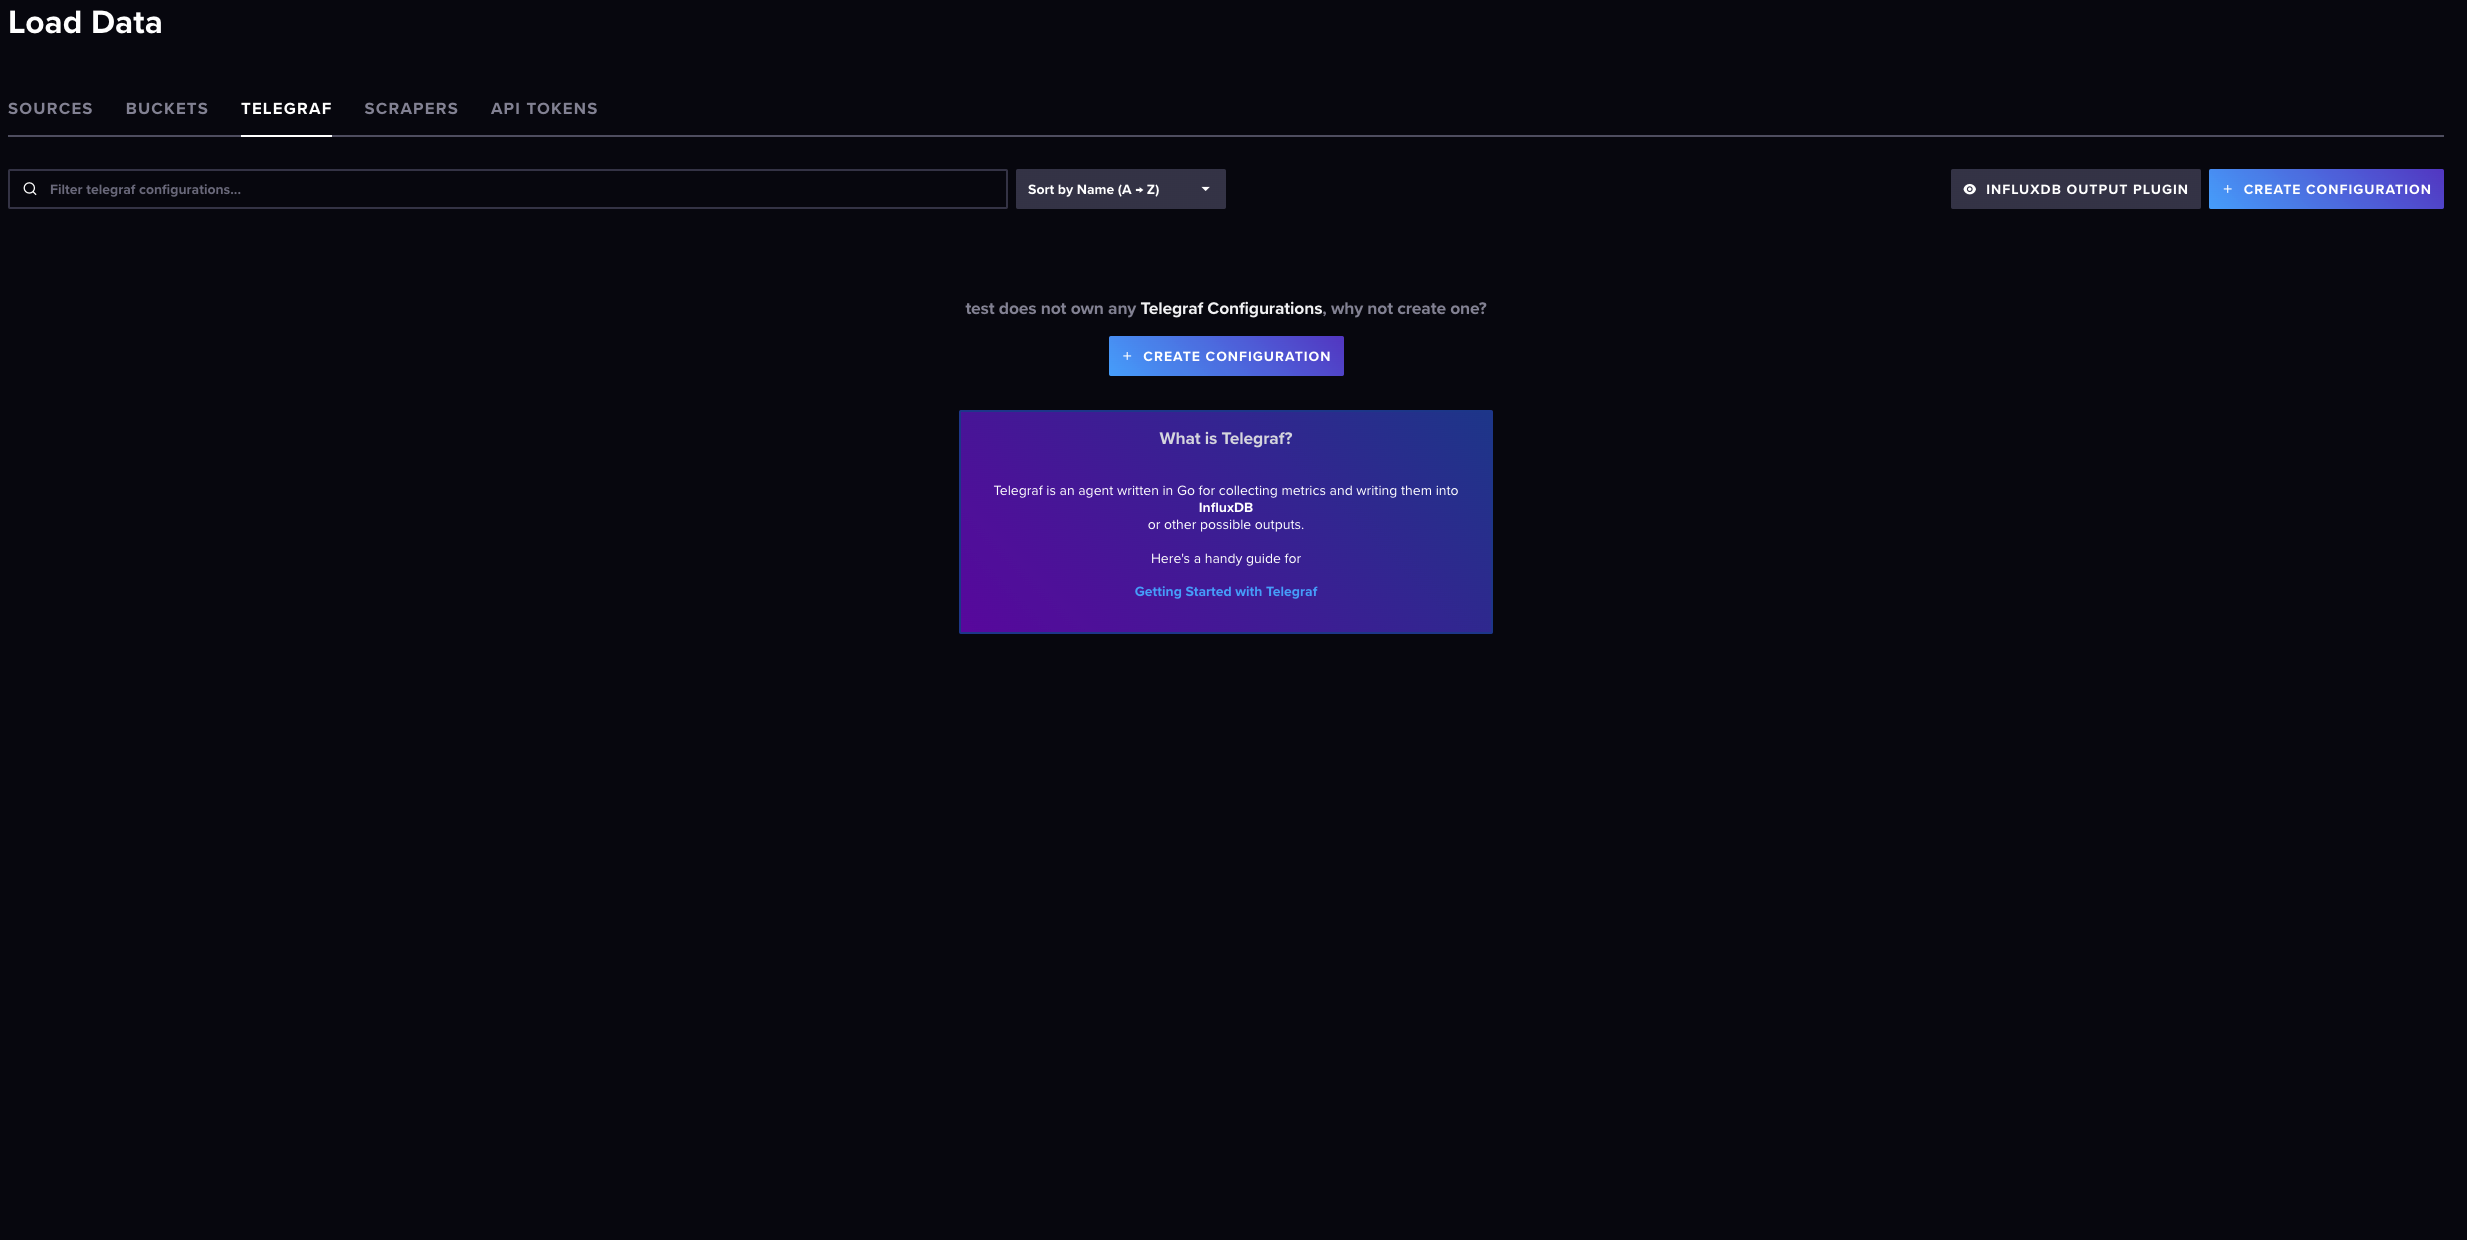 Load Data
SOURCES BUCKETS TELEGRAF SCRAPERS API TOKENS
Filter telegraf configurations...
Sort by Name (A → Z)
INFLUXDB OUTPUT PLUGIN
+ CREATE CONFIGURATION
test does not own any Telegraf Configurations, why not create one?
+ CREATE CONFIGURATION
What is Telegraf?
Telegraf is an agent written in Go for collecting metrics and writing them into
InfluxDB
or other possible outputs.
Here's a handy guide for
Getting Started with Telegraf